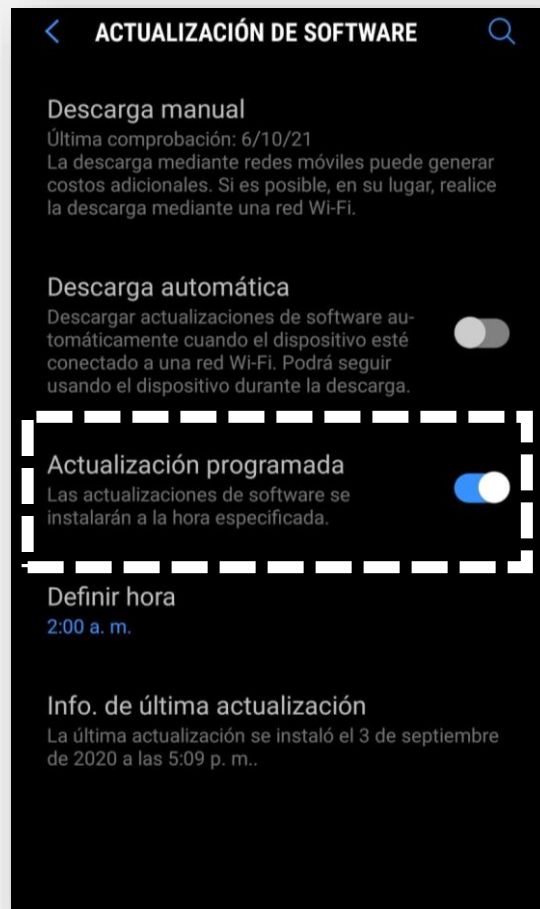 ACTUALIZACIÓN DE SOFTWARE
Descarga manual
Última comprobación: 6/10/21
La descarga mediante redes móviles puede generar
costos adicionales. Si es posible, en su lugar, realice
la descarga mediante una red Wi-Fi.
Descarga automática
Descargar actualizaciones de software au-
tomáticamente cuando el dispositivo esté
conectado a una red Wi-Fi. Podrá seguir
usando el dispositivo durante la descarga.
Actualización programada
Las actualizaciones de software se
instalarán a la hora especificada.
Definir hora
2:00 a. m.
Info. de última actualización
La última actualización se instaló el 3 de septiembre
de 2020 a las 5:09 p. m..